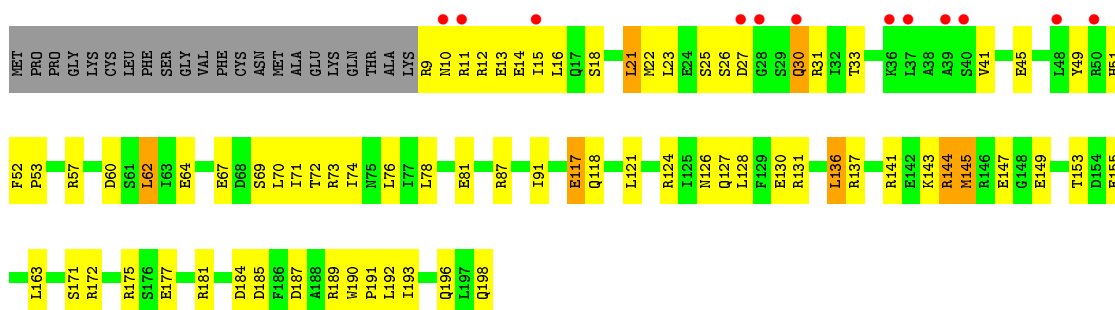 MET PRO PRO GLY LYS CYS LEU PHE SER GLY VAL PHE CYS ASN MET ALA GLU LYS GLN THR ALA LYS R9 N10 R11 R12 E13 E14 I15 L16 Q17 S18 L21 M22 L23 E24 S25 S26 D27 G28 S29 Q30 R31 I32 T33 K36 L37 A38 A39 S40 V41 E45 L48 Y49 R50
F52 P53 R57 D60 S61 L62 I63 E64 E67 D68 S69 L70 I71 T72 R73 I74 N75 L76 I77 L78 E81 R87 I91 E117 Q118 L121 R124 I125 N126 Q127 L128 F129 E130 R131 L136 R137 R141 E142 K143 R144 M145 R146 E147 G148 E149 T153 D154
L163 S171 R172 R175 S176 E177 R181 D184 D185 F186 D187 A188 R189 W190 P191 L192 I193 Q196 L197 Q198